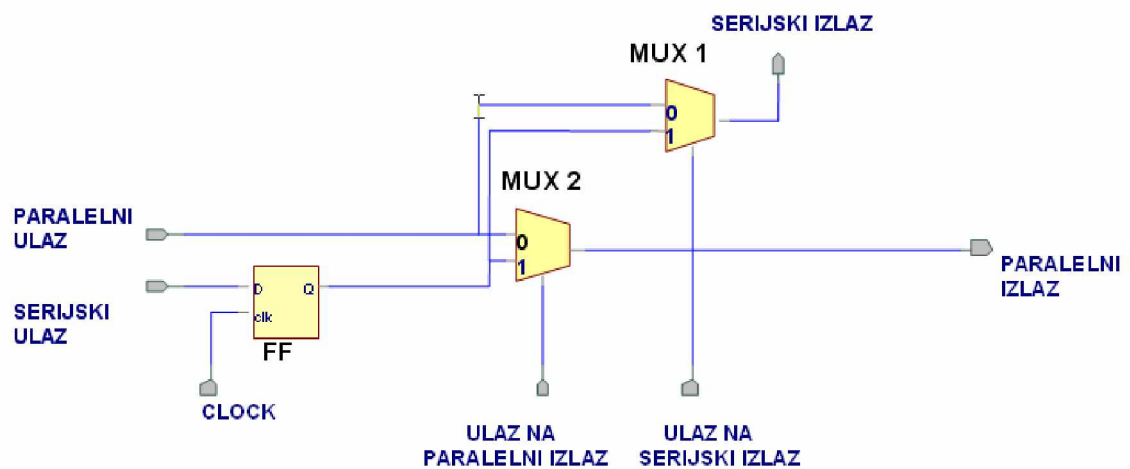 SERIJSKI IZLAZ
MUX 1
0
1
MUX 2
PARALELNI
ULAZ
0
1
PARALELNI
IZLAZ
D Q
clk
SERIJSKI
ULAZ
FF
CLOCK
ULAZ NA
PARALELNI IZLAZ
ULAZ NA
SERIJSKI IZLAZ